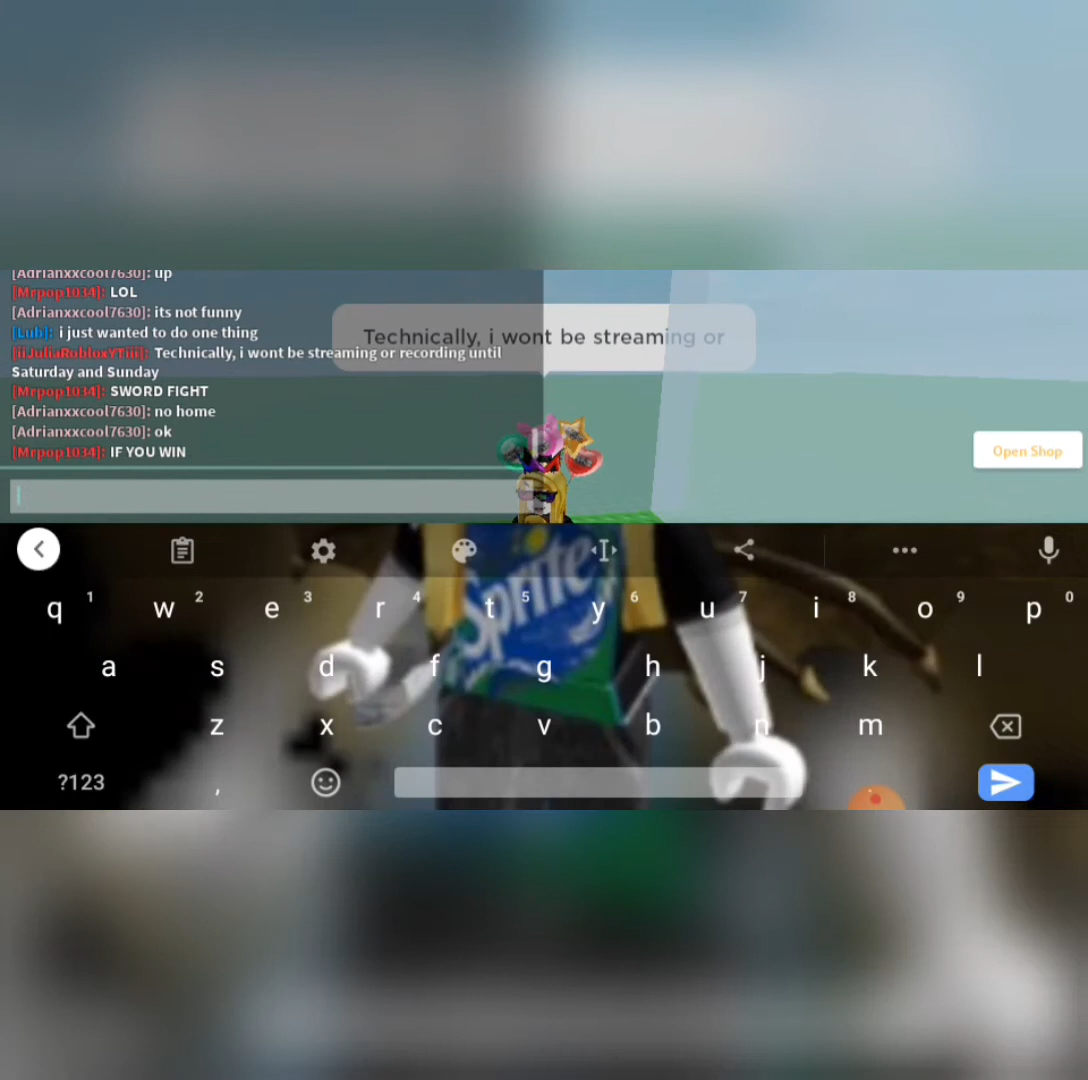 [Adrianxxcool7630]: up
[Mrpop1034]: LOL
[Adrianxxcool7630]: its not funny
[Lub]: i just wanted to do one thing
[iiJuliaRobloxYTiii]: Technically, i wont be streaming or recording until
Saturday and Sunday
[Mrpop1034]: SWORD FIGHT
[Adrianxxcool7630]: no home
[Adrianxxcool7630]: ok
[Mrpop1034]: IF YOU WIN
Technically, i wont be streaming or
Open Shop
Sprite
q 1 w 2 e 3 r 4 t 5 y 6 u 7 i 8 o 9 p 0
a s d f g h j k l
z x c v b n m
?123 , .